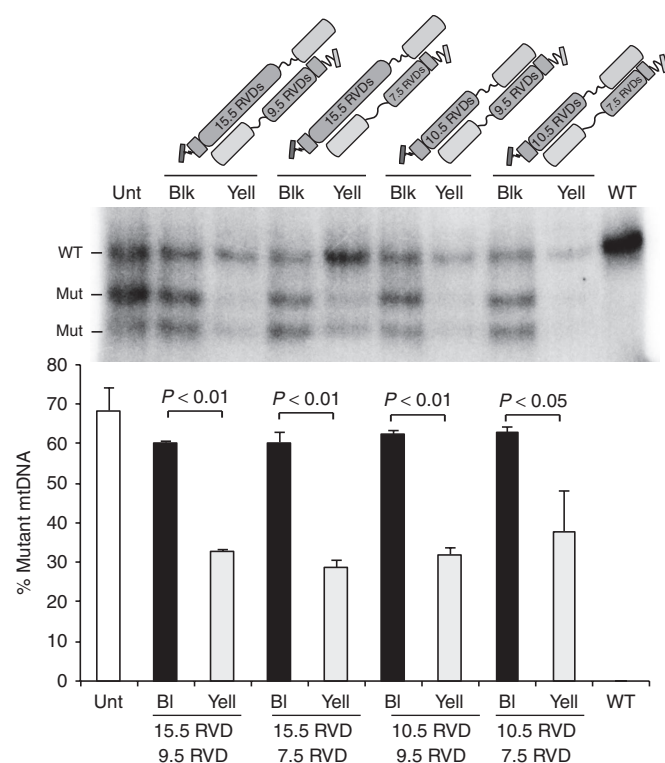 15.5 RVDs 9.5 RVDs 15.5 RVDs 7.5 RVDs 10.5 RVDs 9.5 RVDs 10.5 RVDs 7.5 RVDs
Unt Blk Yell Blk Yell Blk Yell Blk Yell WT
WT
Mut
Mut
80
70
60
50
40
30
20
10
0
% Mutant mtDNA
P < 0.01 P < 0.01 P < 0.01 P < 0.05
Unt Bl Yell Bl Yell Bl Yell Bl Yell WT
15.5 RVD 15.5 RVD 10.5 RVD 10.5 RVD
9.5 RVD 7.5 RVD 9.5 RVD 7.5 RVD